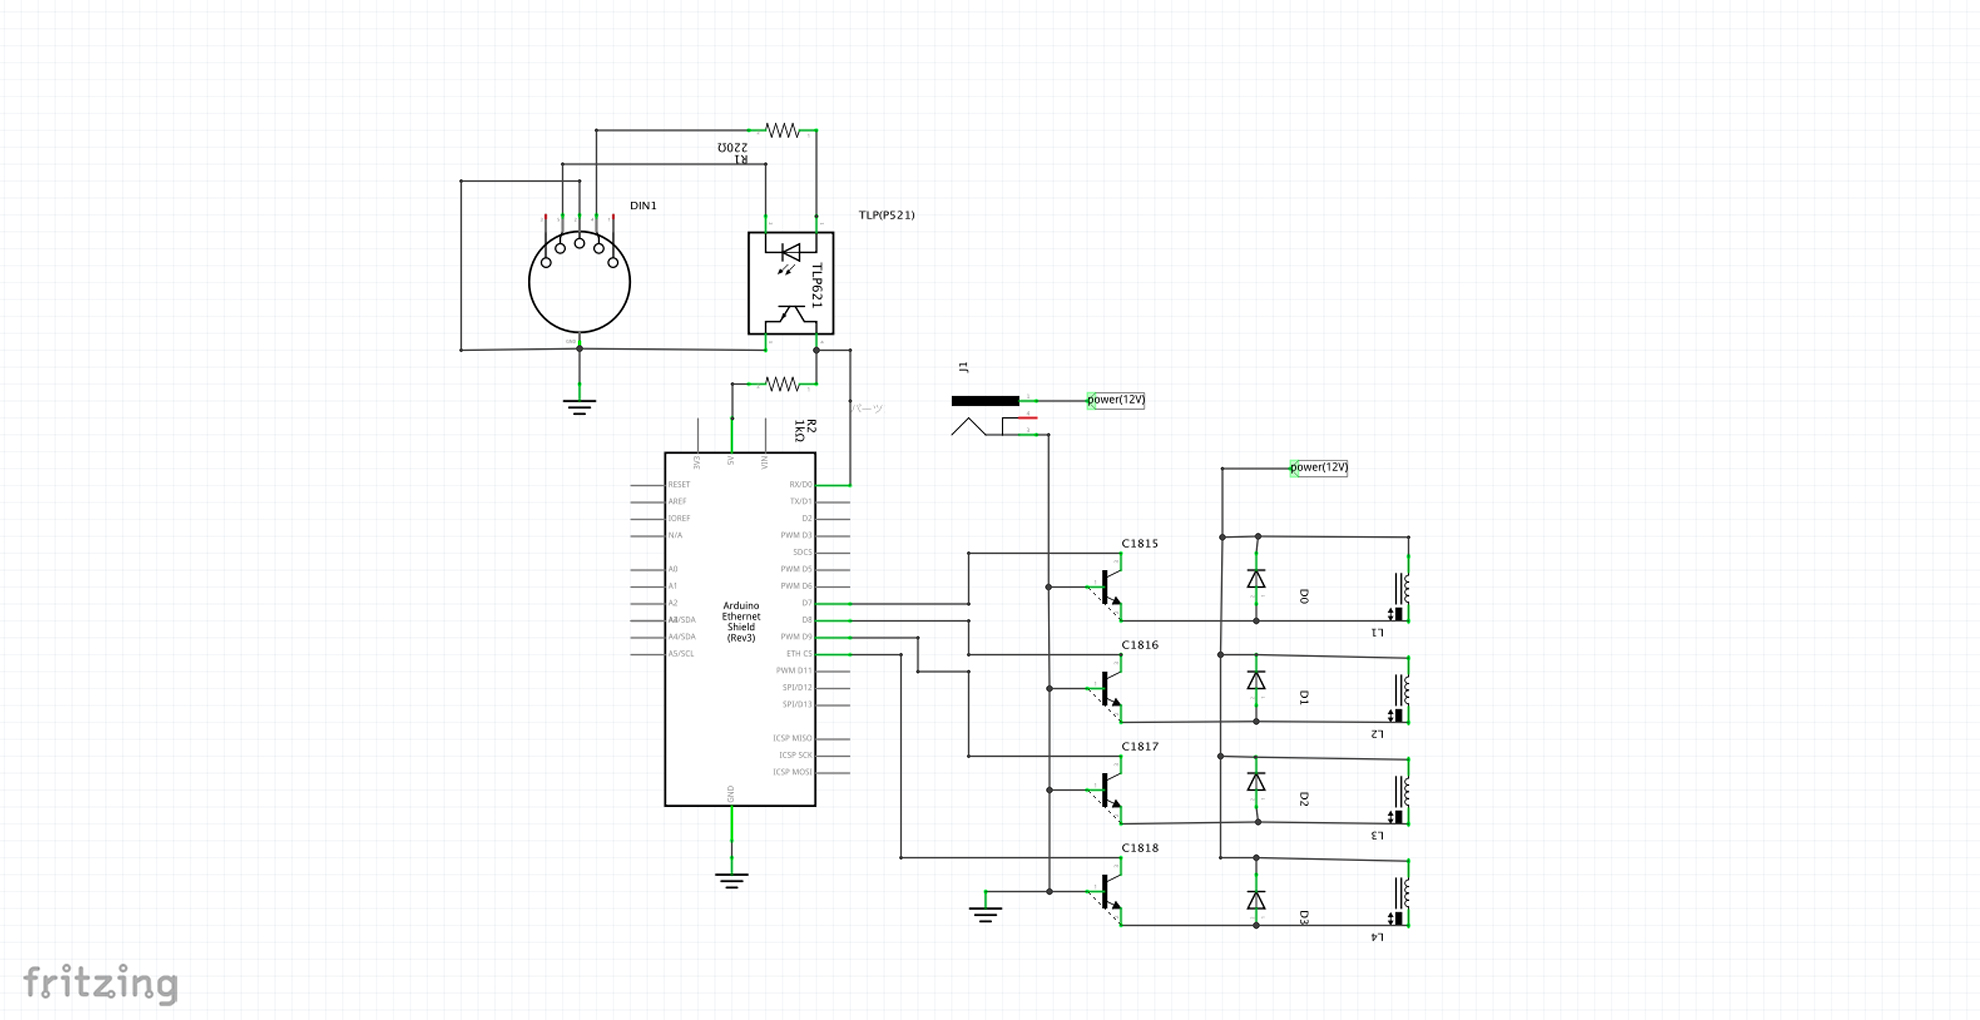 220Ω
R1
DIN1
TLP(P521)
TLP621
GND
J1
power(12V)
パーツ
R2
1kΩ
power(12V)
3V3
5V
VIN
RESET
RX/D0
AREF
TX/D1
IOREF
D2
N/A
PWM D3
SDCS
A0
PWM D5
A1
PWM D6
A2
D7
D8
A4/SDA
PWM D9
A5/SCL
ETH CS
PWM D11
SPI/D12
SPI/D13
ICSP MISO
ICSP SCK
ICSP MOSI
GND
Arduino
Ethernet
Shield
(Rev3)
C1815
D0
L1
C1816
D1
L2
C1817
D2
L3
C1818
D3
L4
fritzing